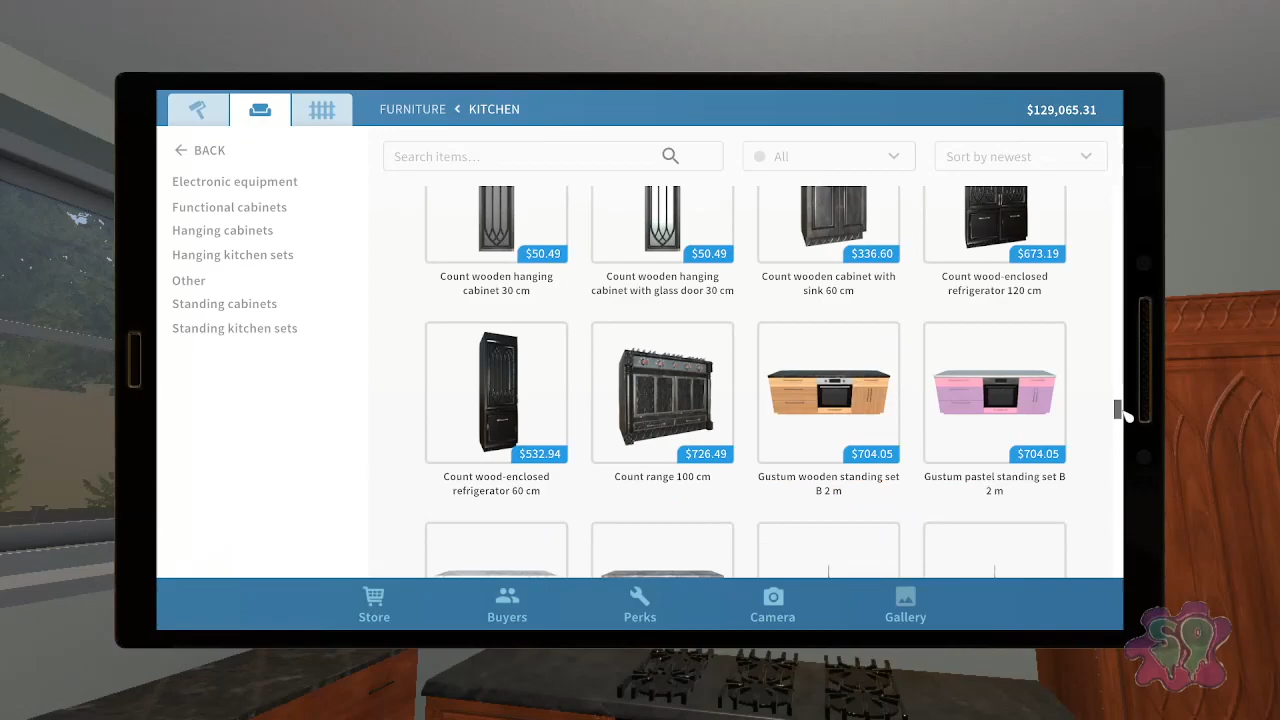 FURNITURE < KITCHEN
$129,065.31
BACK
Search items...
All
Sort by newest
Electronic equipment
Functional cabinets
Hanging cabinets
Hanging kitchen sets
Other
Standing cabinets
Standing kitchen sets
$50.49
$50.49
$336.60
$673.19
Count wooden hanging
cabinet 30 cm
Count wooden hanging
cabinet with glass door 30 cm
Count wooden cabinet with
sink 60 cm
Count wood-enclosed
refrigerator 120 cm
$532.94
$726.49
$704.05
$704.05
Count wood-enclosed
refrigerator 60 cm
Count range 100 cm
Gustum wooden standing set
B 2 m
Gustum pastel standing set B
2 m
Store
Buyers
Perks
Camera
Gallery